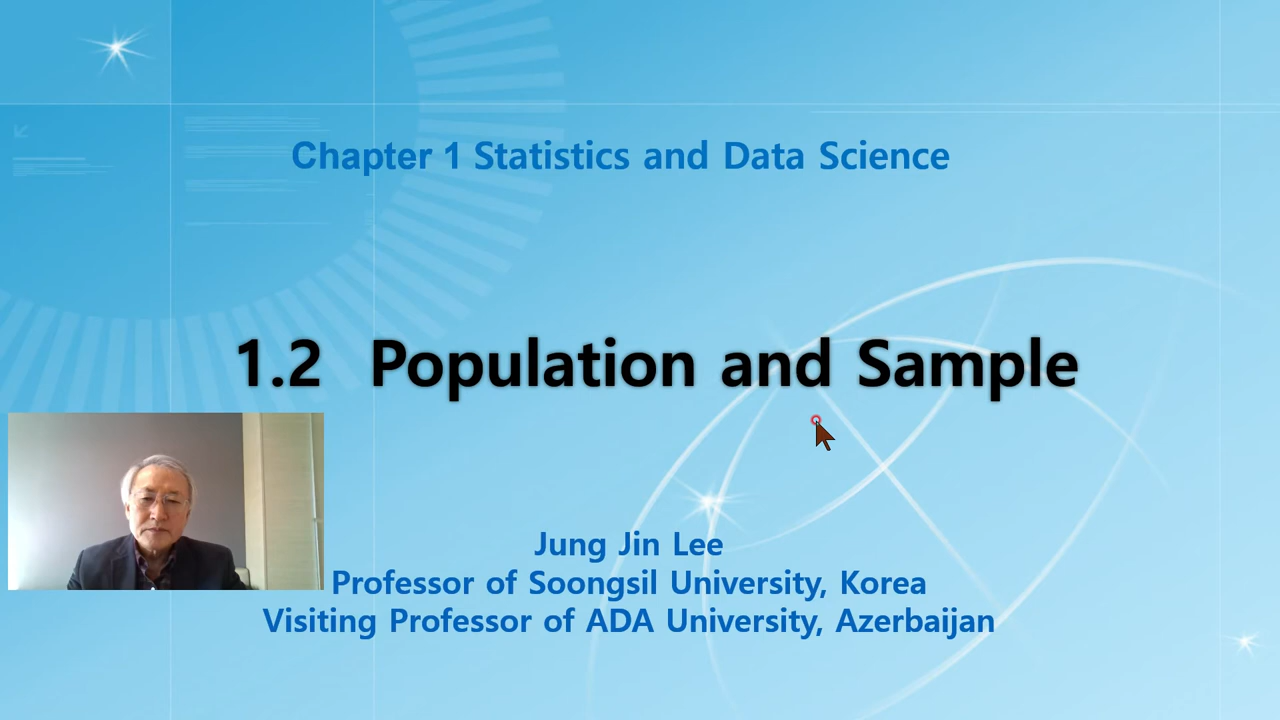 Chapter 1 Statistics and Data Science
1.2 Population and Sample
Jung Jin Lee
Professor of Soongsil University, Korea
Visiting Professor of ADA University, Azerbaijan